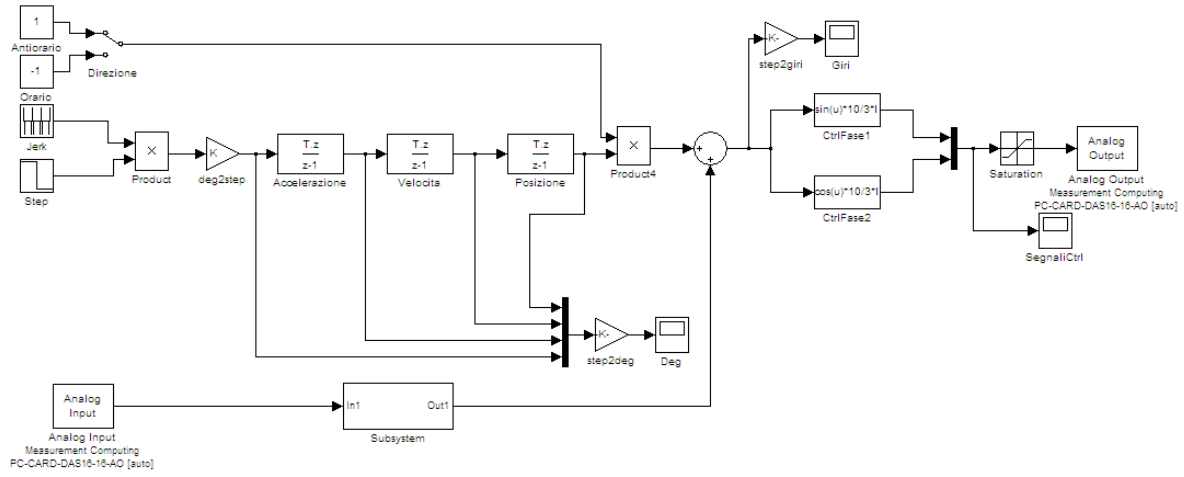 1
Antiorario
-1
Orario
Direzione
Jerk
Step
×
Product
K
deg2step
T.z
z-1
Accelerazione
T.z
z-1
Velocita
T.z
z-1
Posizione
×
Product4
+
+
-K-
step2giri
Giri
sin(u)*10/3*I
CtrlFase1
cos(u)*10/3*I
CtrlFase2
Saturation
Analog
Output
Analog Output
Measurement Computing
PC-CARD-DAS16-16-AO [auto]
SegnaliCtrl
-K-
step2deg
Deg
Analog
Input
Analog Input
Measurement Computing
PC-CARD-DAS16-16-AO [auto]
In1
Out1
Subsystem